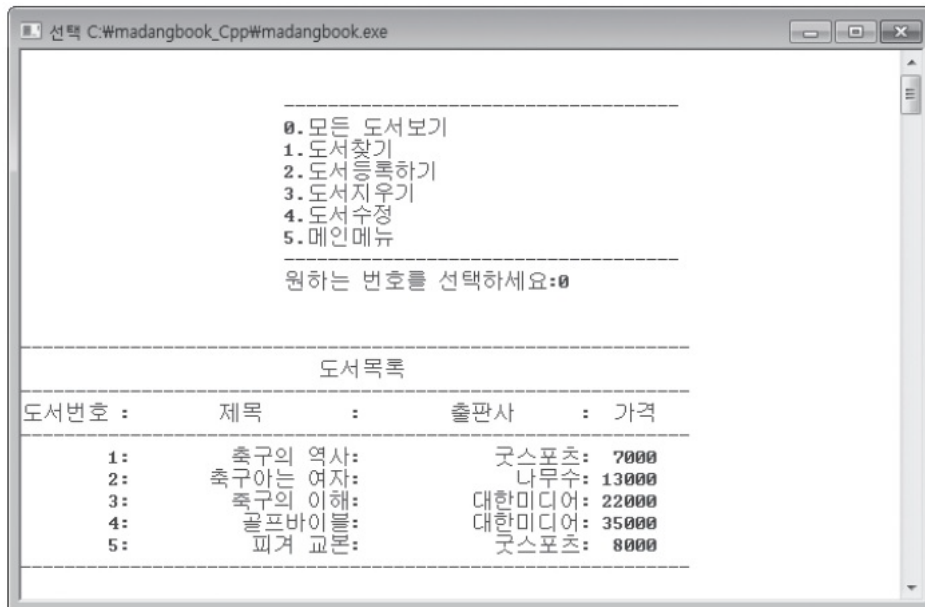 선택 C:₩madangbook_Cpp₩madangbook.exe
------------------------------------
0.모든 도서보기
1.도서찾기
2.도서등록하기
3.도서지우기
4.도서수정
5.메인메뉴
------------------------------------
원하는 번호를 선택하세요:0
-------------------------------------------------------------
도서목록
-------------------------------------------------------------
도서번호 : 제목 : 출판사 : 가격
-------------------------------------------------------------
1: 축구의 역사: 굿스포츠: 7000
2: 축구아는 여자: 나무수: 13000
3: 축구의 이해: 대한미디어: 22000
4: 골프바이블: 대한미디어: 35000
5: 피겨 교본: 굿스포츠: 8000
-------------------------------------------------------------